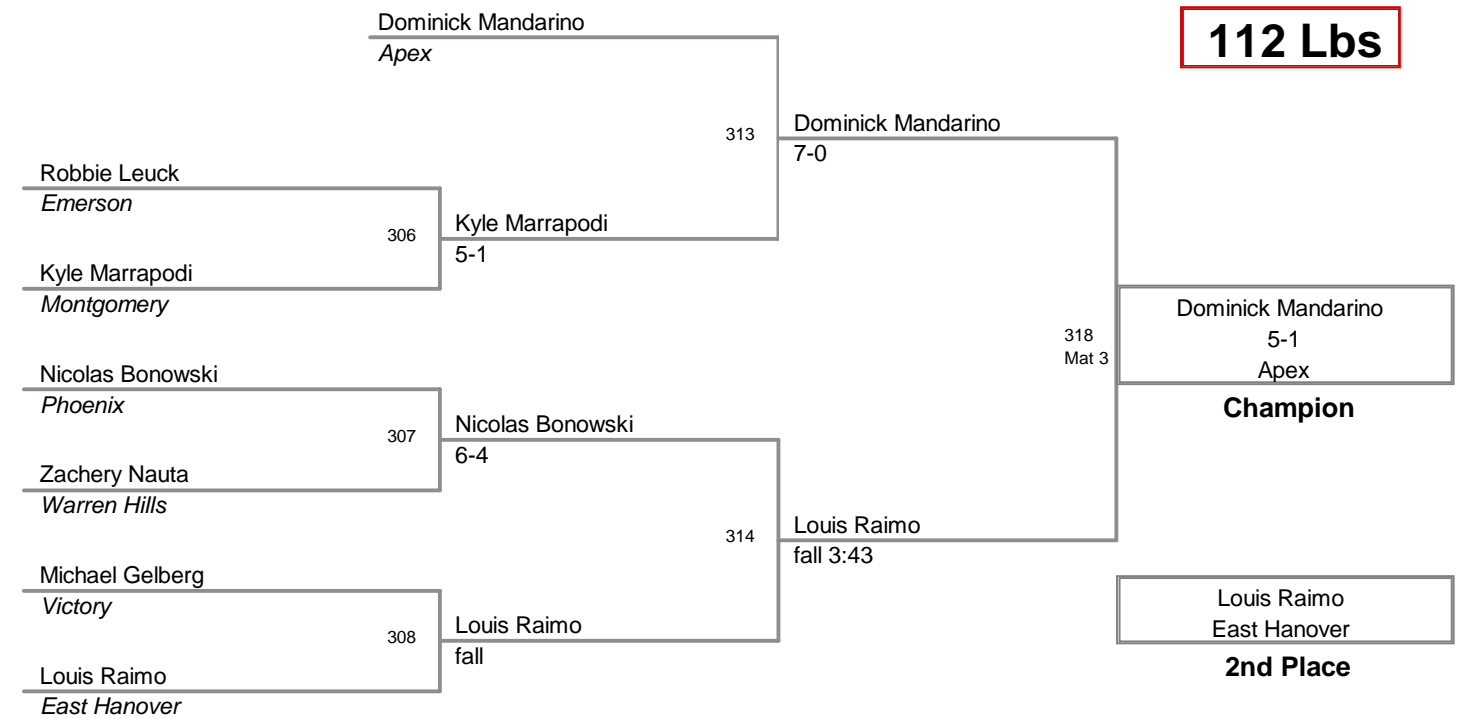 Dominick Mandarino
Apex
112 Lbs
313
Dominick Mandarino
7-0
Robbie Leuck
Emerson
306
Kyle Marrapodi
5-1
Kyle Marrapodi
Montgomery
318
Mat 3
Dominick Mandarino
5-1
Apex
Champion
Nicolas Bonowski
Phoenix
307
Nicolas Bonowski
6-4
Zachery Nauta
Warren Hills
314
Louis Raimo
fall 3:43
Michael Gelberg
Victory
308
Louis Raimo
fall
Louis Raimo
East Hanover
Louis Raimo
East Hanover
2nd Place